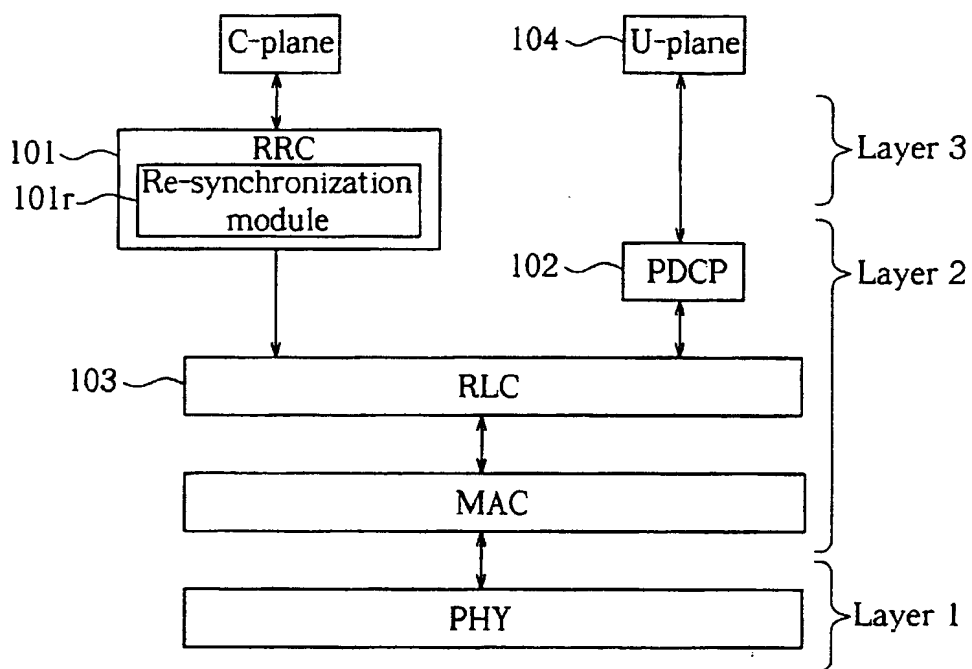 C-plane
104
U-plane
101
RRC
Layer 3
101r
Re-synchronization
module
102
PDCP
Layer 2
103
RLC
MAC
PHY
Layer 1